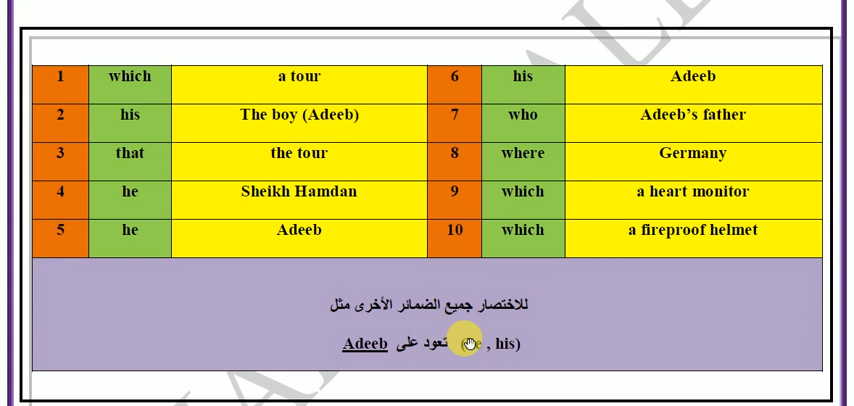 1 which a tour 6 his Adeeb
2 his The boy (Adeeb) 7 who Adeeb's father
3 that the tour 8 where Germany
4 he Sheikh Hamdan 9 which a heart monitor
5 he Adeeb 10 which a fireproof helmet
للاختصار جميع الضمائر الأخرى مثل
(he , his) تعود على Adeeb